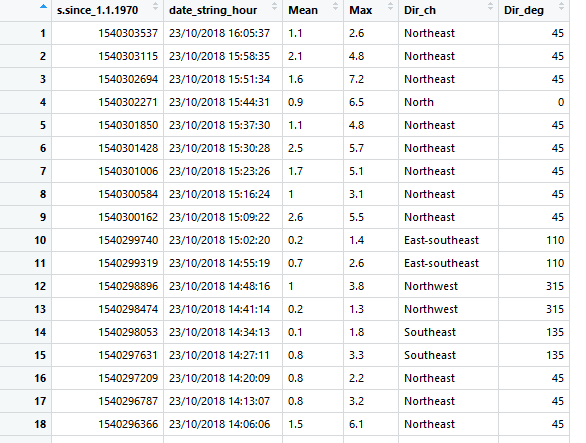 s.since_1.1.1970 date_string_hour Mean Max Dir_ch Dir_deg
1 1540303537 23/10/2018 16:05:37 1.1 2.6 Northeast 45
2 1540303115 23/10/2018 15:58:35 2.1 4.8 Northeast 45
3 1540302694 23/10/2018 15:51:34 1.6 7.2 Northeast 45
4 1540302271 23/10/2018 15:44:31 0.9 6.5 North 0
5 1540301850 23/10/2018 15:37:30 1.1 4.8 Northeast 45
6 1540301428 23/10/2018 15:30:28 2.5 5.7 Northeast 45
7 1540301006 23/10/2018 15:23:26 1.7 5.1 Northeast 45
8 1540300584 23/10/2018 15:16:24 1 3.1 Northeast 45
9 1540300162 23/10/2018 15:09:22 2.6 5.5 Northeast 45
10 1540299740 23/10/2018 15:02:20 0.2 1.4 East-southeast 110
11 1540299319 23/10/2018 14:55:19 0.7 2.6 East-southeast 110
12 1540298896 23/10/2018 14:48:16 1 3.8 Northwest 315
13 1540298474 23/10/2018 14:41:14 0.2 1.3 Northwest 315
14 1540298053 23/10/2018 14:34:13 0.1 1.8 Southeast 135
15 1540297631 23/10/2018 14:27:11 0.8 3.3 Southeast 135
16 1540297209 23/10/2018 14:20:09 0.8 2.2 Northeast 45
17 1540296787 23/10/2018 14:13:07 0.8 3.2 Northeast 45
18 1540296366 23/10/2018 14:06:06 1.5 6.1 Northeast 45